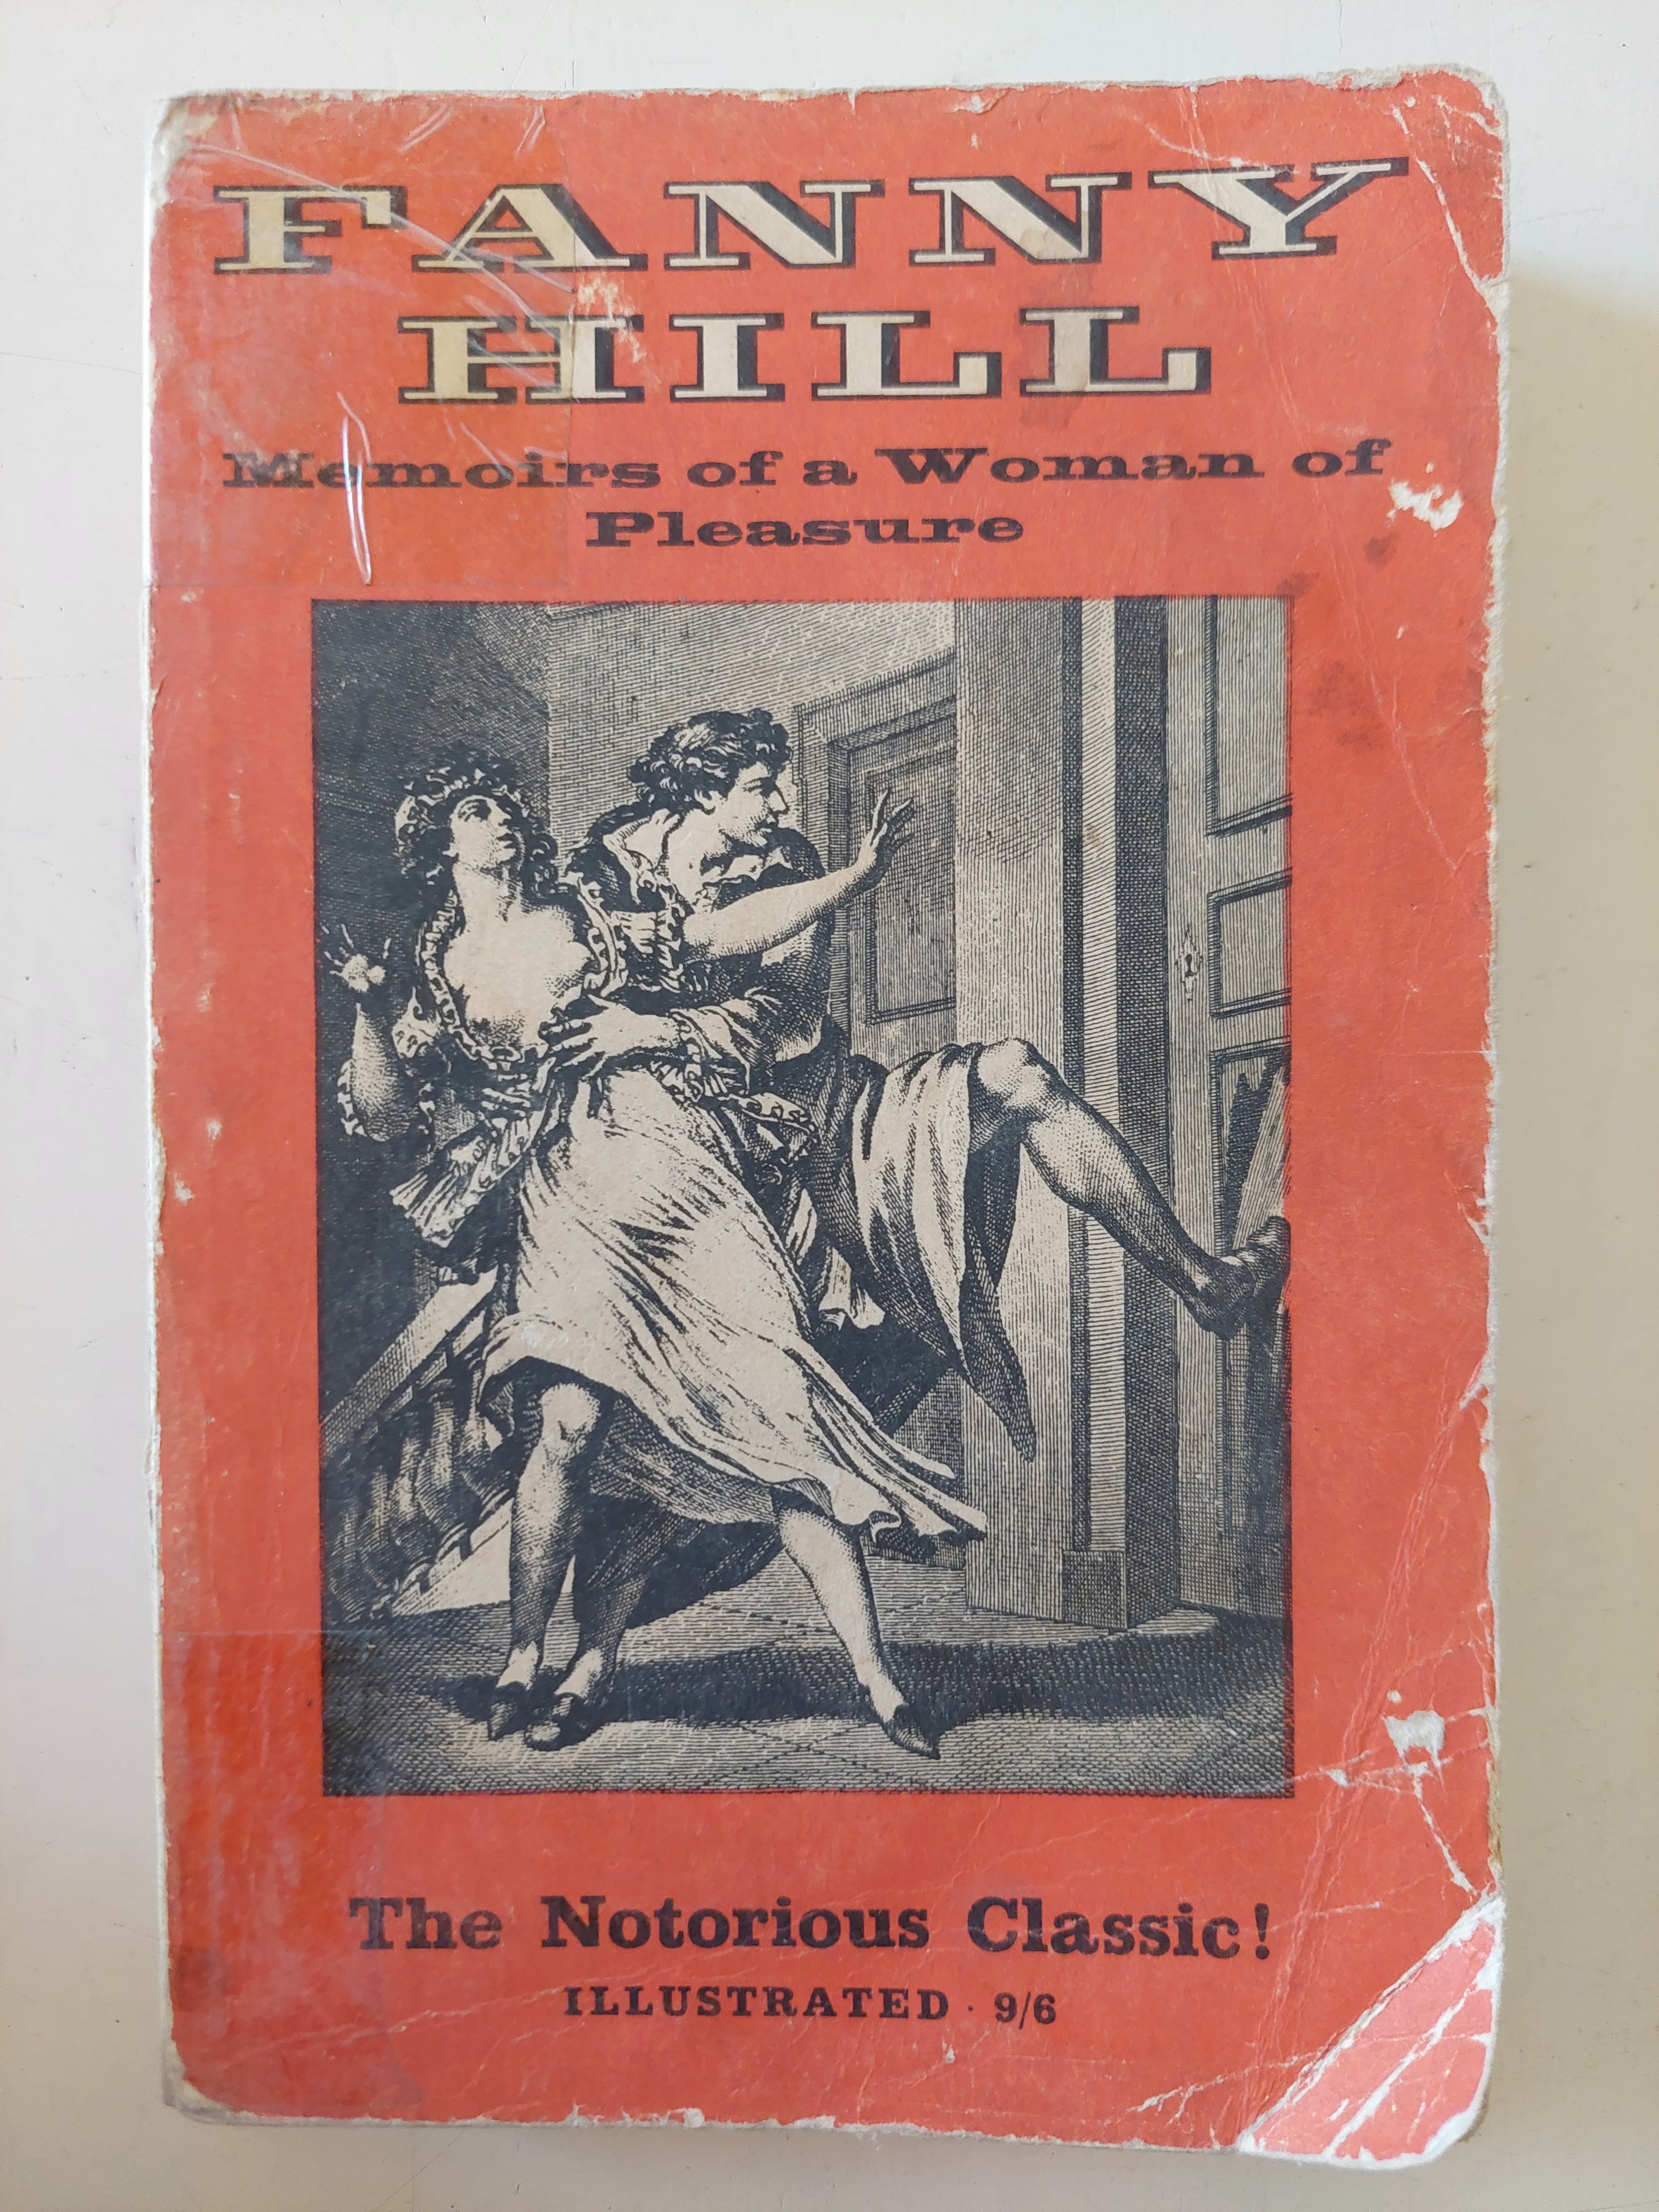 FANNY
HILL
Memoirs of a Woman of
Pleasure
The Notorious Classic!
ILLUSTRATED · 9/6